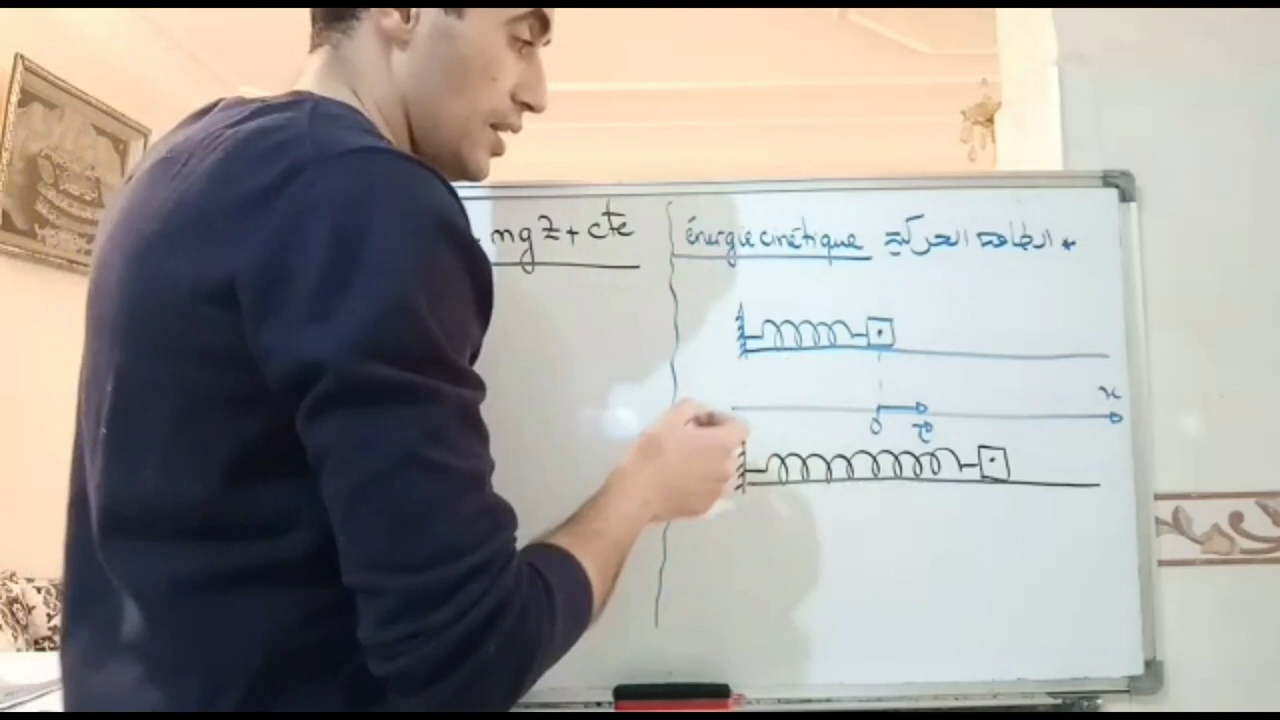 mgz + cte
énergie cinétique الطاقة الحركية *
x
O
i